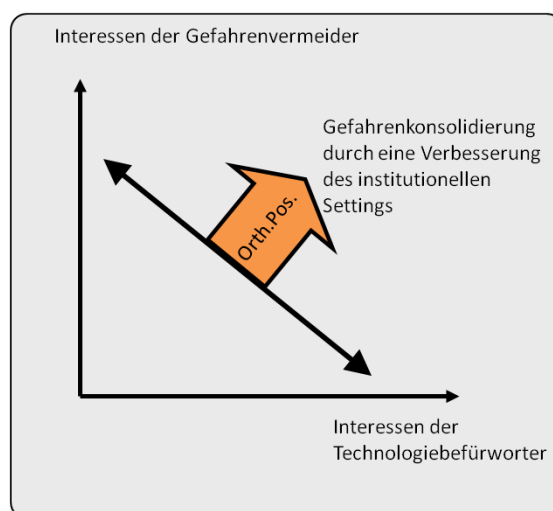 Interessen der Gefahrenvermeider
Gefahrenkonsolidierung
durch eine Verbesserung
des institutionellen
Settings
Orth.Pos.
Interessen der
Technologiebefürworter